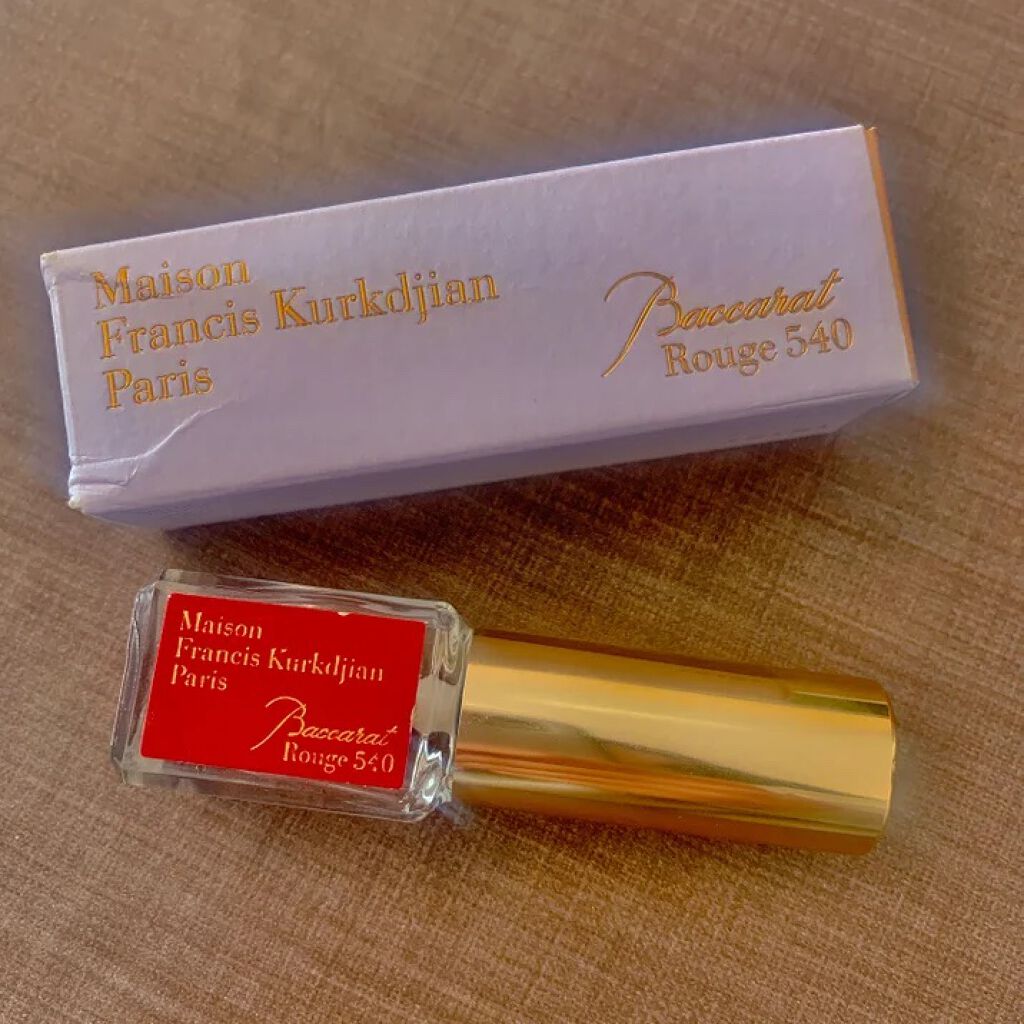 Maison
Francis Kurkdjian
Paris
Baccarat
Rouge 540
Maison
Francis Kurkdjian
Paris
Baccarat
Rouge 540